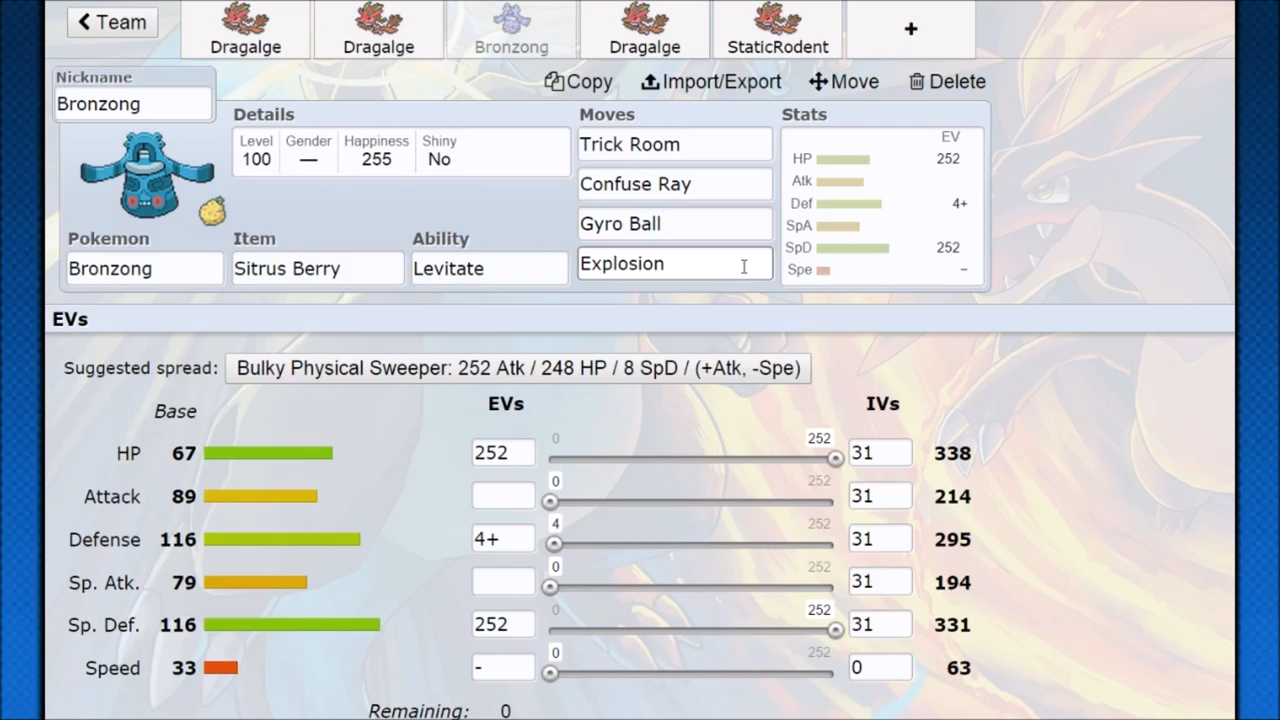 Team
Dragalge
Dragalge
Bronzong
Dragalge
StaticRodent
+
Nickname
Bronzong
Copy
Import/Export
Move
Delete
Details
Moves
Stats
Level
Gender
Happiness
Shiny
100
—
255
No
Trick Room
Confuse Ray
Gyro Ball
Explosion
EV
HP 252
Atk
Def 4+
SpA
SpD 252
Spe –
Pokemon
Item
Ability
Bronzong
Sitrus Berry
Levitate
EVs
Suggested spread: Bulky Physical Sweeper: 252 Atk / 248 HP / 8 SpD / (+Atk, -Spe)
Base
EVs
IVs
0 252
HP 67 252 31 338
0 252
Attack 89 31 214
4 252
Defense 116 4+ 31 295
0 252
Sp. Atk. 79 31 194
0 252
Sp. Def. 116 252 31 331
0 252
Speed 33 - 0 63
Remaining: 0